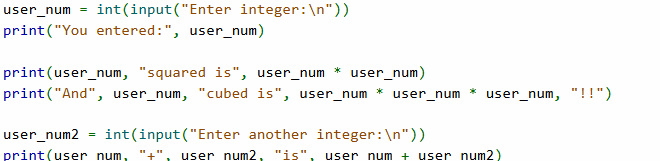 user_num = int(input("Enter integer:\n"))
print("You entered:", user_num)
print(user_num, "squared is", user_num * user_num)
print("And", user_num, "cubed is", user_num * user_num * user_num, "!!")
user_num2 = int(input("Enter another integer:\n"))
print(user_num, "+", user_num2, "is", user_num + user_num2)